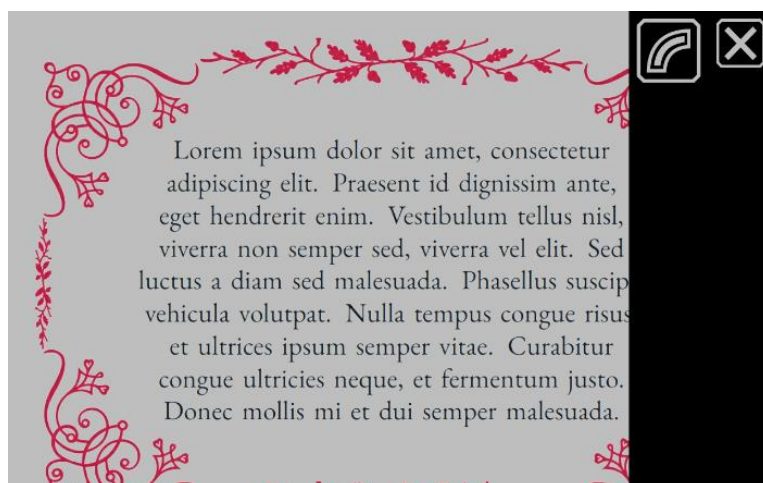 Lorem ipsum dolor sit amet, consectetur
adipiscing elit. Praesent id dignissim ante,
eget hendrerit enim. Vestibulum tellus nisl,
viverra non semper sed, viverra vel elit. Sed
luctus a diam sed malesuada. Phasellus suscip
vehicula volutpat. Nulla tempus congue risus
et ultrices ipsum semper vitae. Curabitur
congue ultricies neque, et fermentum justo.
Donec mollis mi et dui semper malesuada.